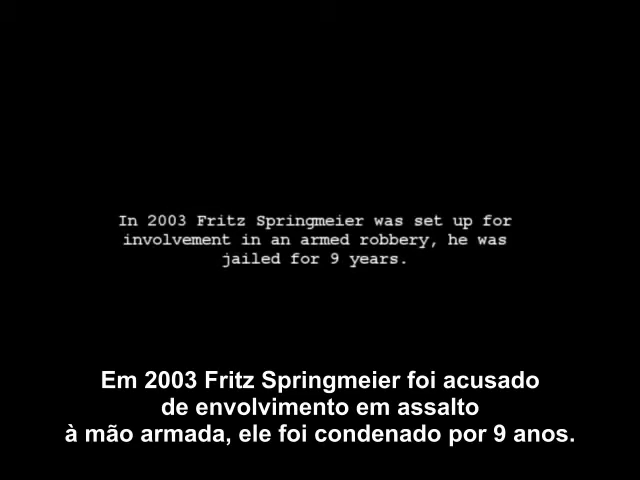 In 2003 Fritz Springmeier was set up for
involvement in an armed robbery, he was
jailed for 9 years.
Em 2003 Fritz Springmeier foi acusado
de envolvimento em assalto
à mão armada, ele foi condenado por 9 anos.